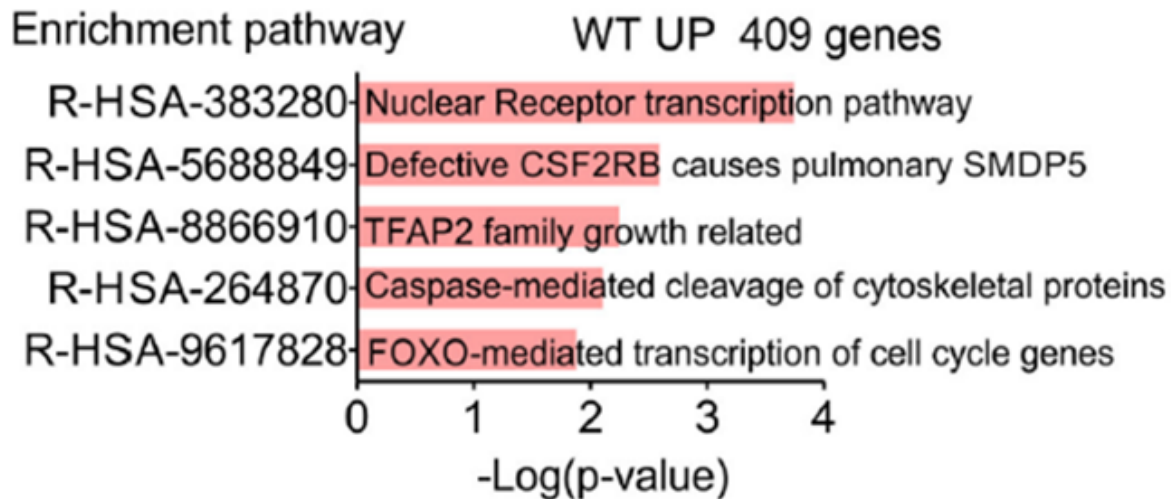 Enrichment pathway WT UP 409 genes
R-HSA-383280 Nuclear Receptor transcription pathway
R-HSA-5688849 Defective CSF2RB causes pulmonary SMDP5
R-HSA-8866910 TFAP2 family growth related
R-HSA-264870 Caspase-mediated cleavage of cytoskeletal proteins
R-HSA-9617828 FOXO-mediated transcription of cell cycle genes
0 1 2 3 4
-Log(p-value)